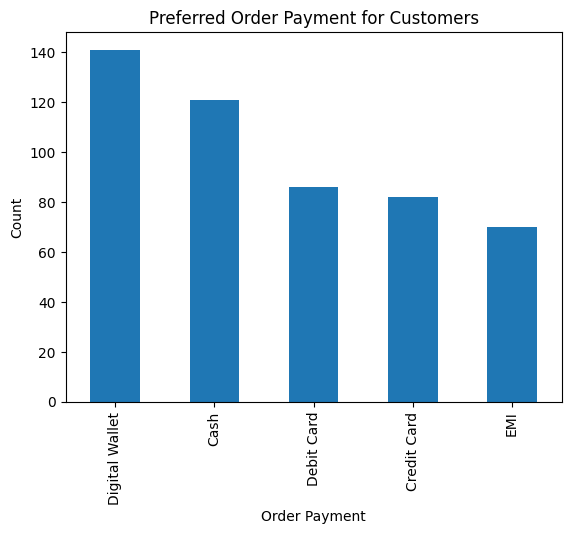 Preferred Order Payment for Customers
140
120
100
80
60
40
20
0
Count
Digital Wallet
Cash
Debit Card
Credit Card
EMI
Order Payment